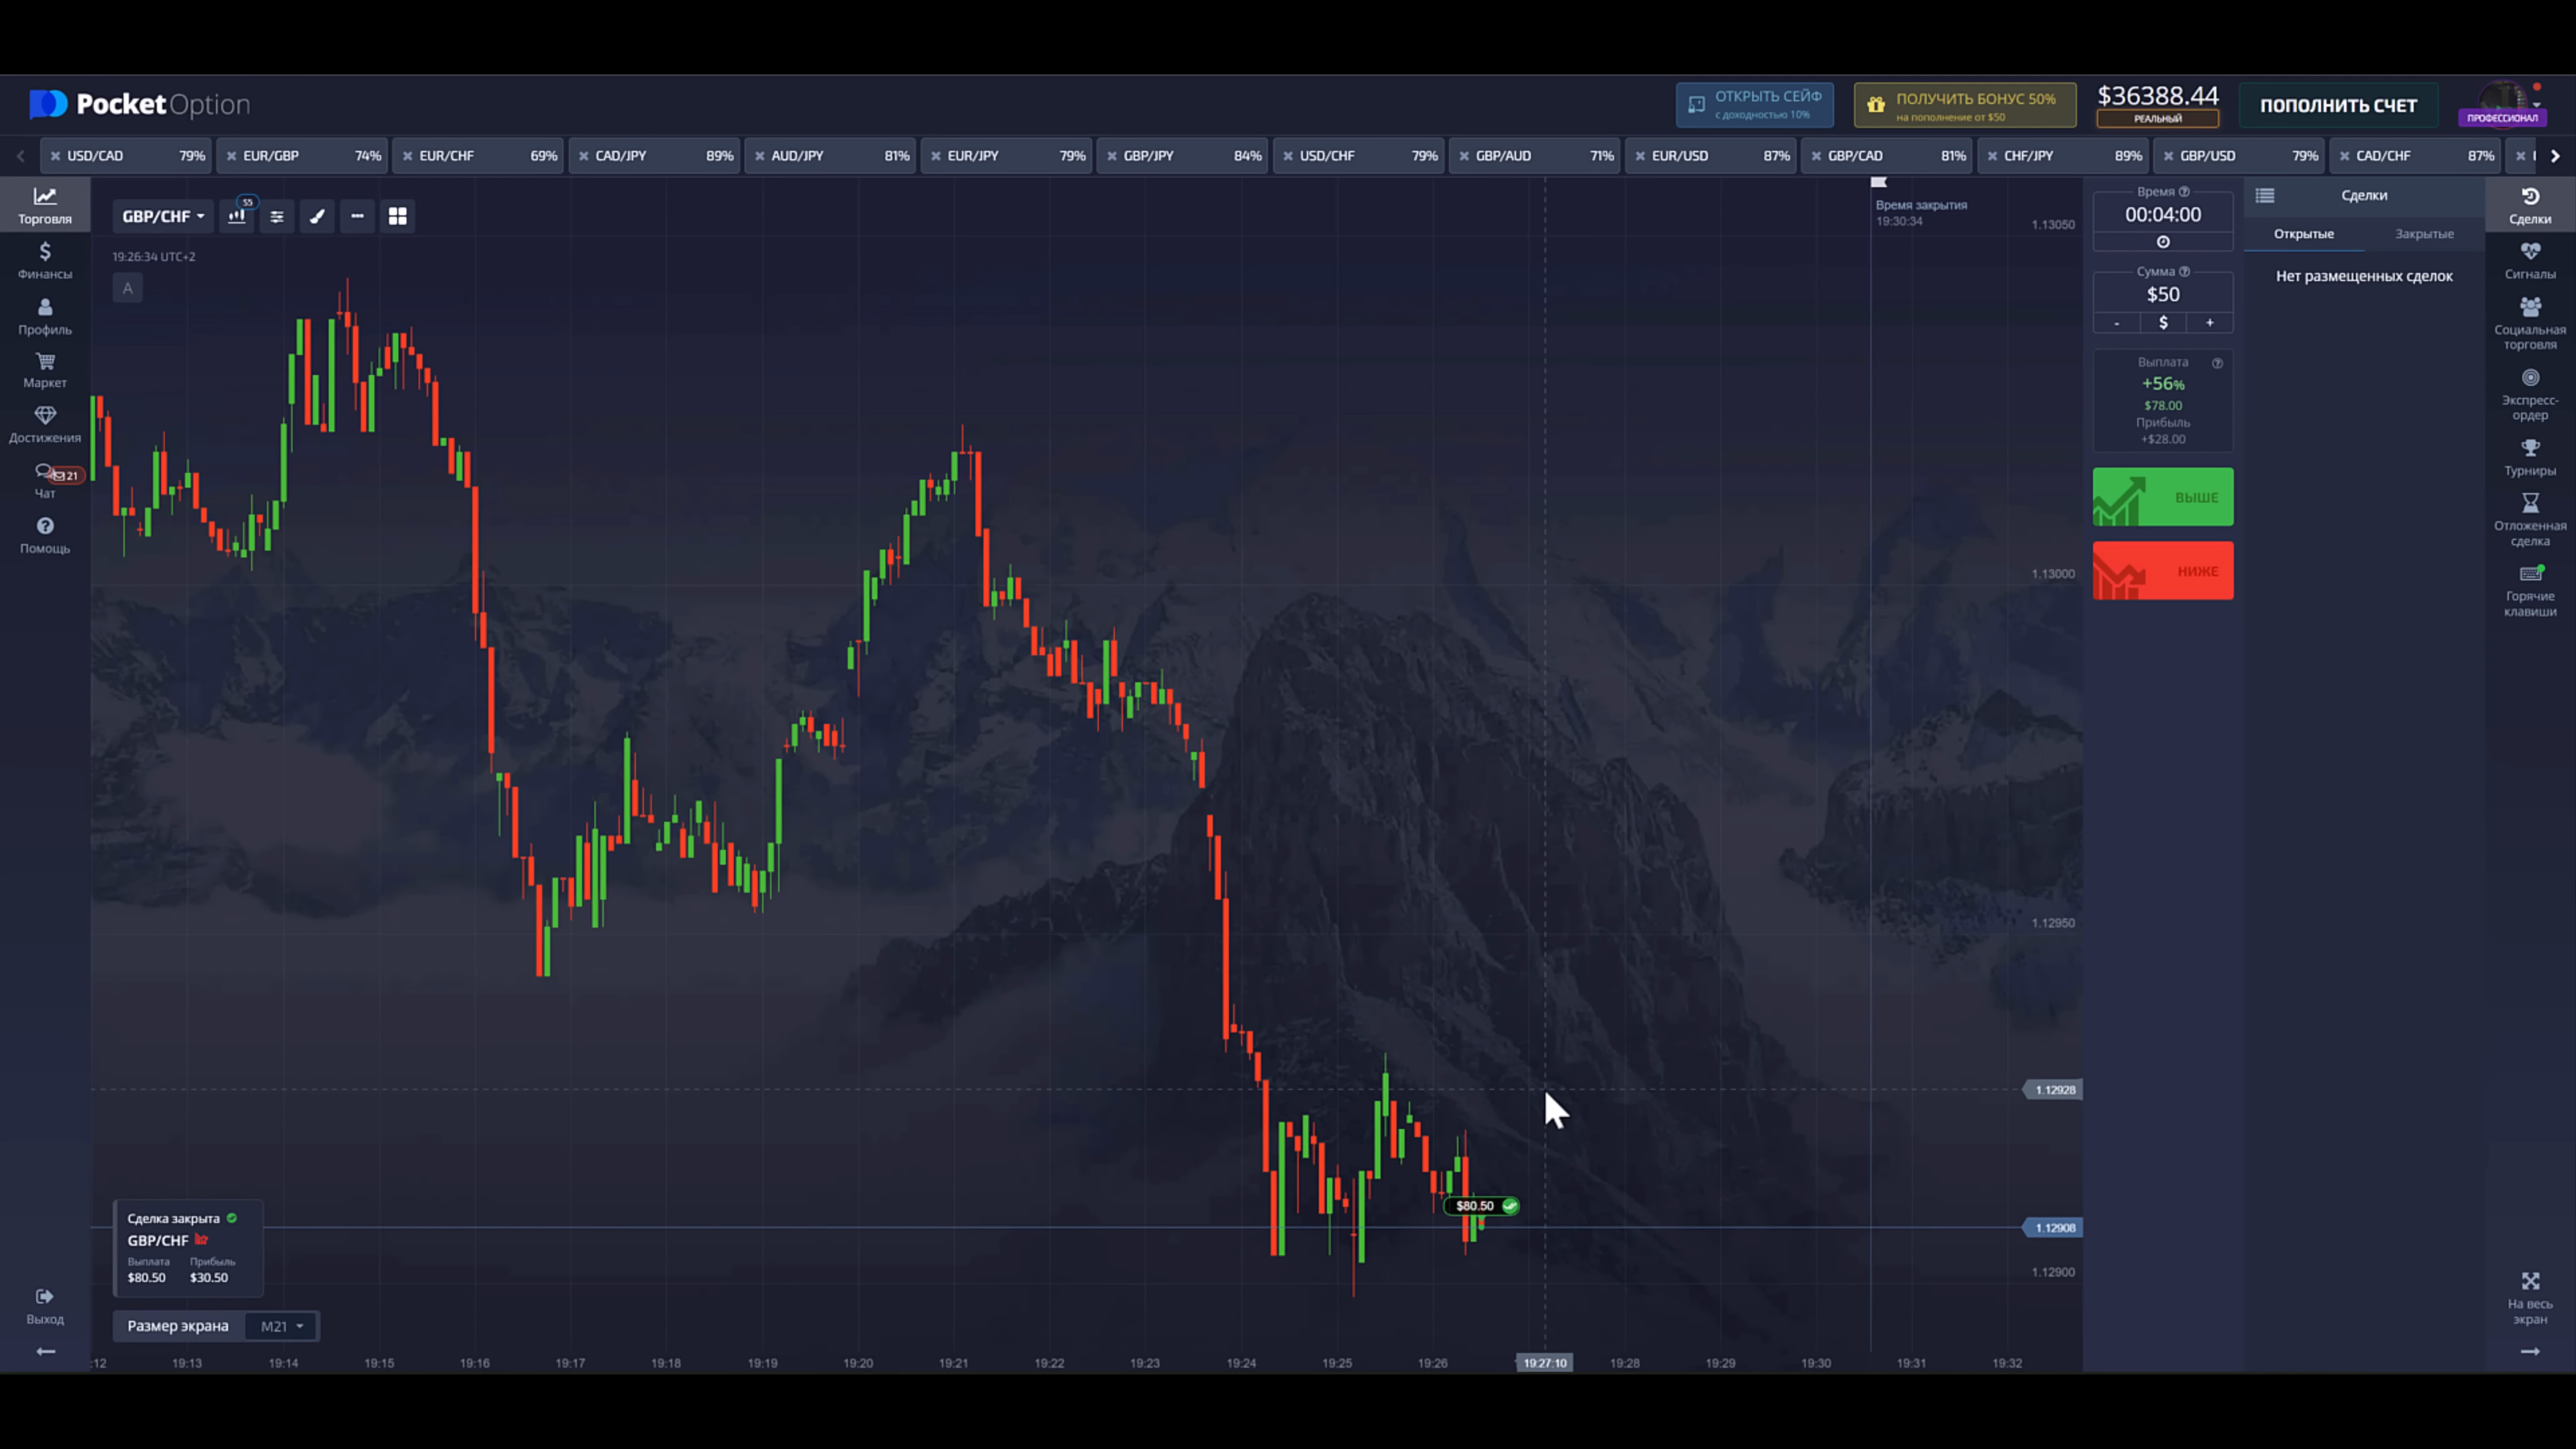 PocketOption
ОТКРЫТЬ СЕЙФ
с доходностью 10%
ПОЛУЧИТЬ БОНУС 50%
на пополнение от $50
$36388.44
РЕАЛЬНЫЙ
ПОПОЛНИТЬ СЧЕТ
ПРОФЕССИОНАЛ
USD/CAD 79%
EUR/GBP 74%
EUR/CHF 69%
CAD/JPY 89%
AUD/JPY 81%
EUR/JPY 79%
GBP/JPY 84%
USD/CHF 79%
GBP/AUD 71%
EUR/USD 87%
GBP/CAD 81%
CHF/JPY 89%
GBP/USD 79%
CAD/CHF 87%
Торговля
Финансы
Профиль
Маркет
Достижения
21
Чат
Помощь
Выход
GBP/CHF
S5
19:26:34 UTC+2
A
Время закрытия
19:30:34
1.13050
1.13000
1.12950
1.12928
1.12908
1.12900
$80.50
Сделка закрыта
GBP/CHF
Выплата Прибыль
$80.50 $30.50
Размер экрана M21
:12 19:13 19:14 19:15 19:16 19:17 19:18 19:19 19:20 19:21 19:22 19:23 19:24 19:25 19:26 19:27:10 19:28 19:29 19:30 19:31 19:32
Время
00:04:00
Сумма
$50
- $ +
Выплата
+56%
$78.00
Прибыль
+$28.00
ВЫШЕ
НИЖЕ
Сделки
Открытые Закрытые
Нет размещенных сделок
Сделки
Сигналы
Социальная
торговля
Экспресс-
ордер
Турниры
Отложенная
сделка
Горячие
клавиши
На весь
экран